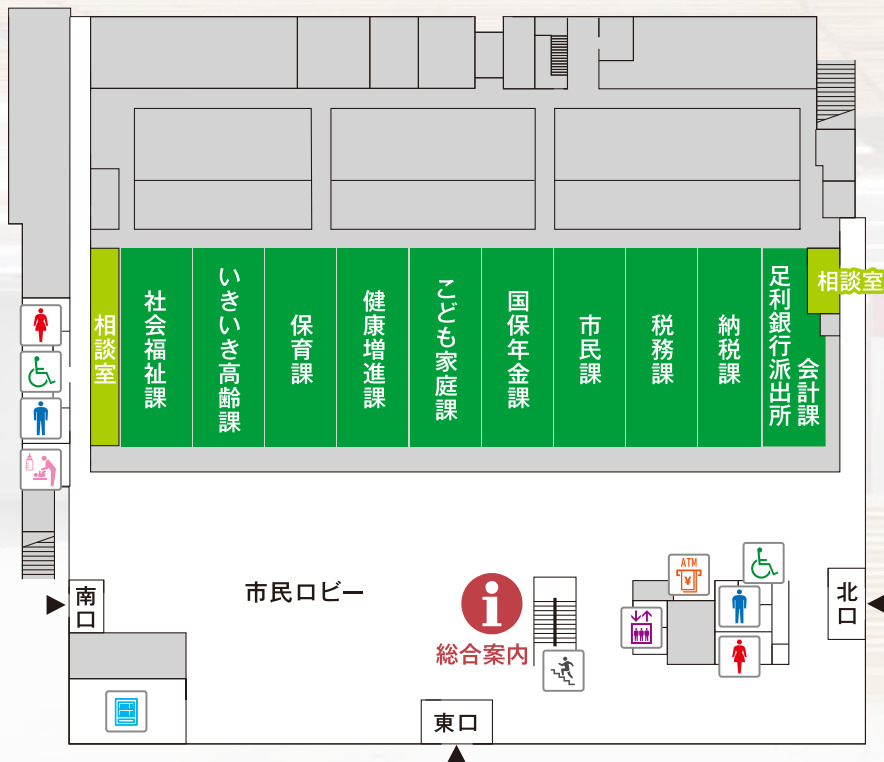 相談室
社会福祉課
いきいき高齢課
保育課
健康増進課
こども家庭課
国保年金課
市民課
税務課
納税課
足利銀行派出所
会計課
相談室
南口
市民ロビー
i
総合案内
ATM
¥
北口
東口